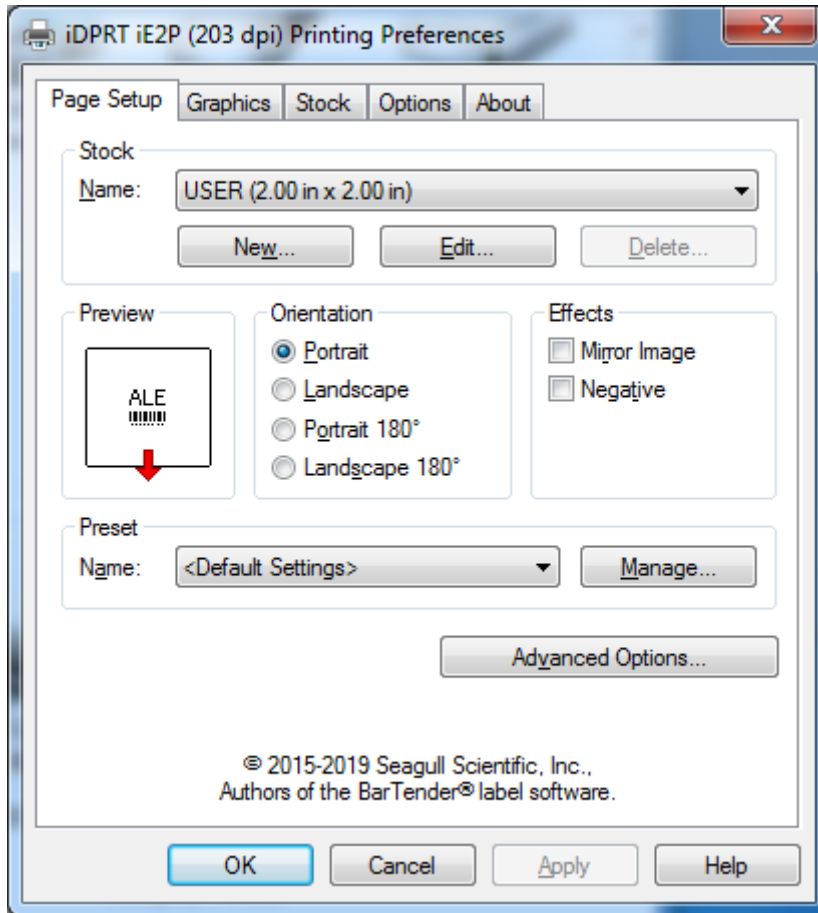 iDPRT iE2P (203 dpi) Printing Preferences
Page Setup Graphics Stock Options About
Stock
Name: USER (2.00 in x 2.00 in)
New... Edit... Delete...
Preview Orientation Effects
ALE
Portrait
Landscape
Portrait 180°
Landscape 180°
Mirror Image
Negative
Preset
Name: <Default Settings> Manage...
Advanced Options...
© 2015-2019 Seagull Scientific, Inc.,
Authors of the BarTender® label software.
OK Cancel Apply Help